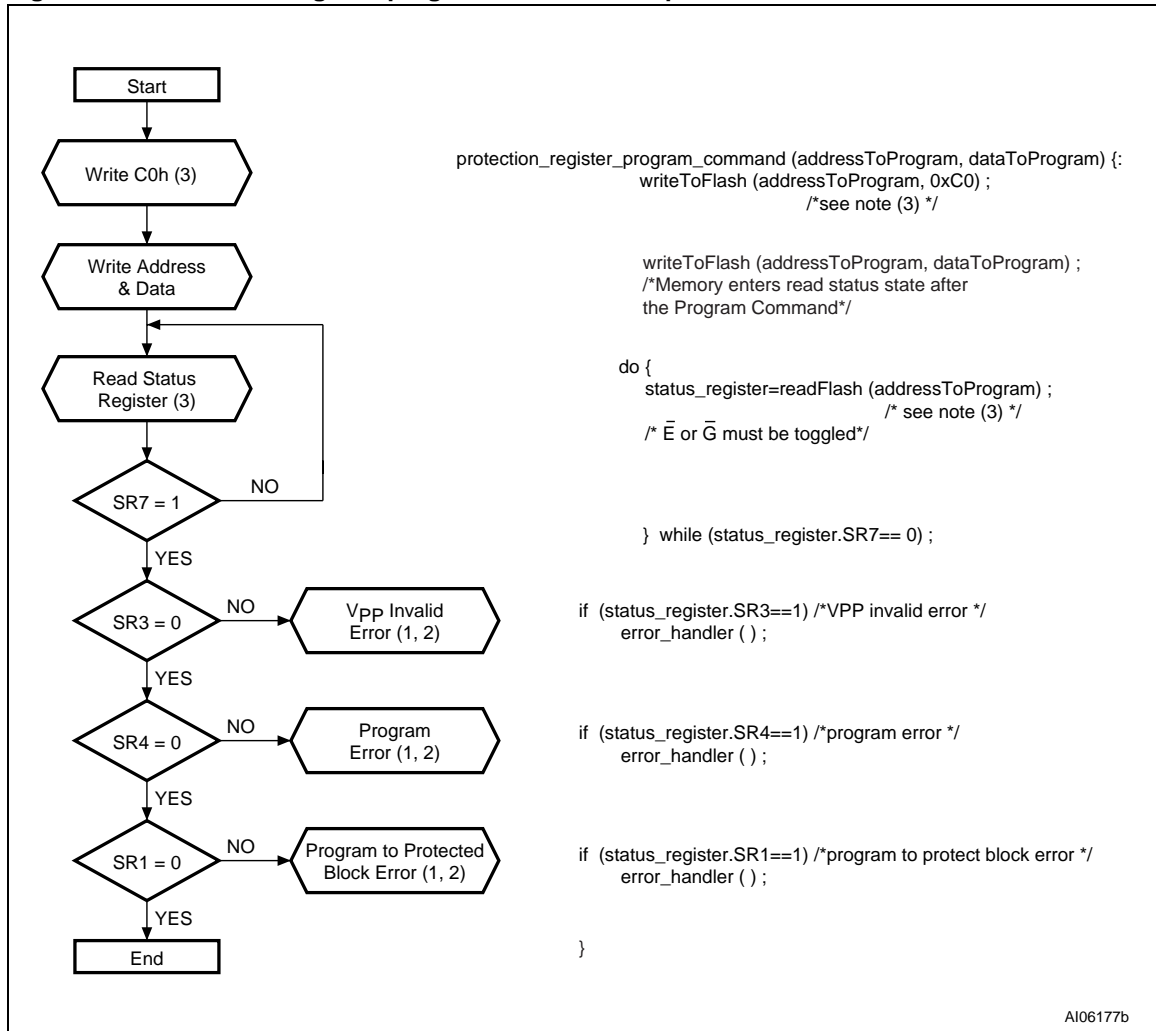 Start
Write C0h (3)
Write Address
& Data
Read Status
Register (3)
SR7 = 1
NO
YES
SR3 = 0
NO
VPP Invalid
Error (1, 2)
YES
SR4 = 0
NO
Program
Error (1, 2)
YES
SR1 = 0
NO
Program to Protected
Block Error (1, 2)
YES
End
protection_register_program_command (addressToProgram, dataToProgram) {:
writeToFlash (addressToProgram, 0xC0) ;
/*see note (3) */
writeToFlash (addressToProgram, dataToProgram) ;
/*Memory enters read status state after
the Program Command*/
do {
status_register=readFlash (addressToProgram) ;
/* see note (3) */
/* E̅ or G̅ must be toggled*/
} while (status_register.SR7== 0) ;
if (status_register.SR3==1) /*VPP invalid error */
error_handler ( ) ;
if (status_register.SR4==1) /*program error */
error_handler ( ) ;
if (status_register.SR1==1) /*program to protect block error */
error_handler ( ) ;
}
AI06177b